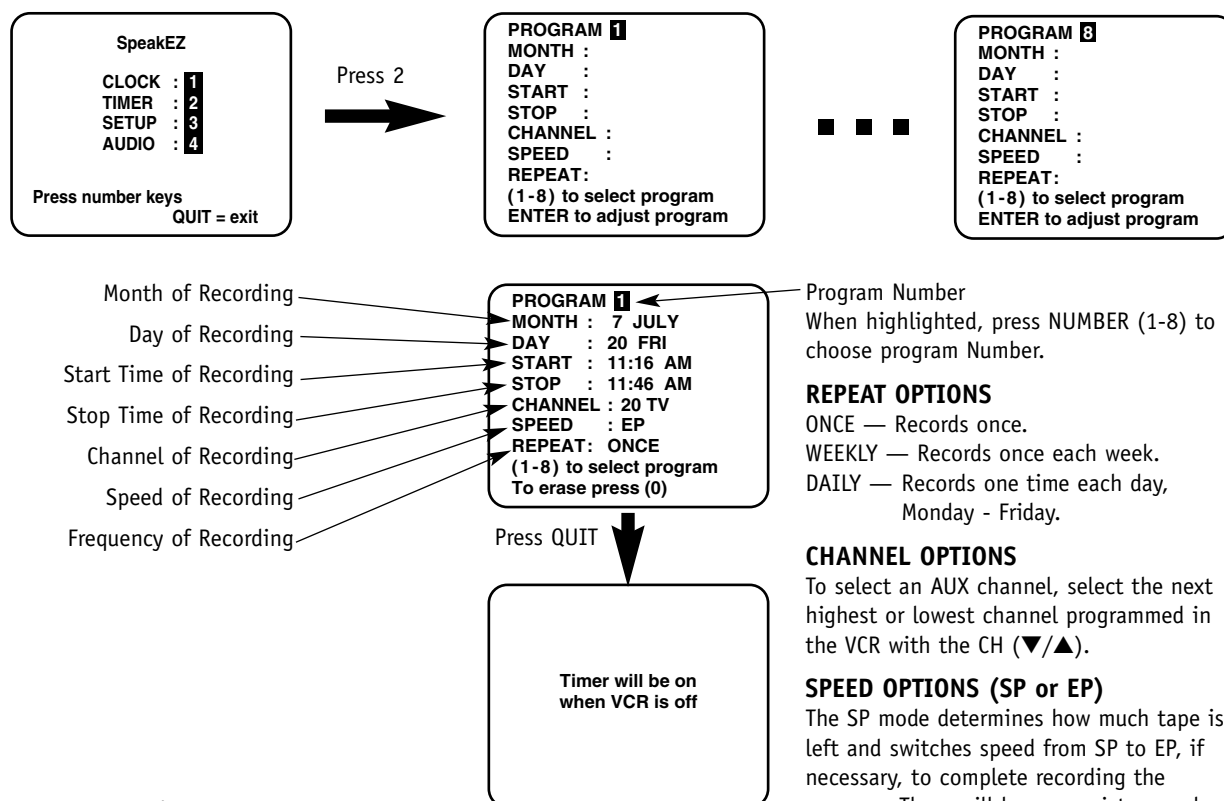 SpeakEZ
CLOCK : 1
TIMER : 2
SETUP : 3
AUDIO : 4
Press number keys
QUIT = exit
Press 2
PROGRAM 1
MONTH :
DAY :
START :
STOP :
CHANNEL :
SPEED :
REPEAT:
(1-8) to select program
ENTER to adjust program
PROGRAM 8
MONTH :
DAY :
START :
STOP :
CHANNEL :
SPEED :
REPEAT:
(1-8) to select program
ENTER to adjust program
Month of Recording
Day of Recording
Start Time of Recording
Stop Time of Recording
Channel of Recording
Speed of Recording
Frequency of Recording
PROGRAM 1
MONTH : 7 JULY
DAY : 20 FRI
START : 11:16 AM
STOP : 11:46 AM
CHANNEL : 20 TV
SPEED : EP
REPEAT: ONCE
(1-8) to select program
To erase press (0)
Press QUIT
Timer will be on
when VCR is off
Program Number
When highlighted, press NUMBER (1-8) to
choose program Number.
REPEAT OPTIONS
ONCE — Records once.
WEEKLY — Records once each week.
DAILY — Records one time each day,
Monday - Friday.
CHANNEL OPTIONS
To select an AUX channel, select the next
highest or lowest channel programmed in
the VCR with the CH (▼/▲).
SPEED OPTIONS (SP or EP)
The SP mode determines how much tape is
left and switches speed from SP to EP, if
necessary, to complete recording the